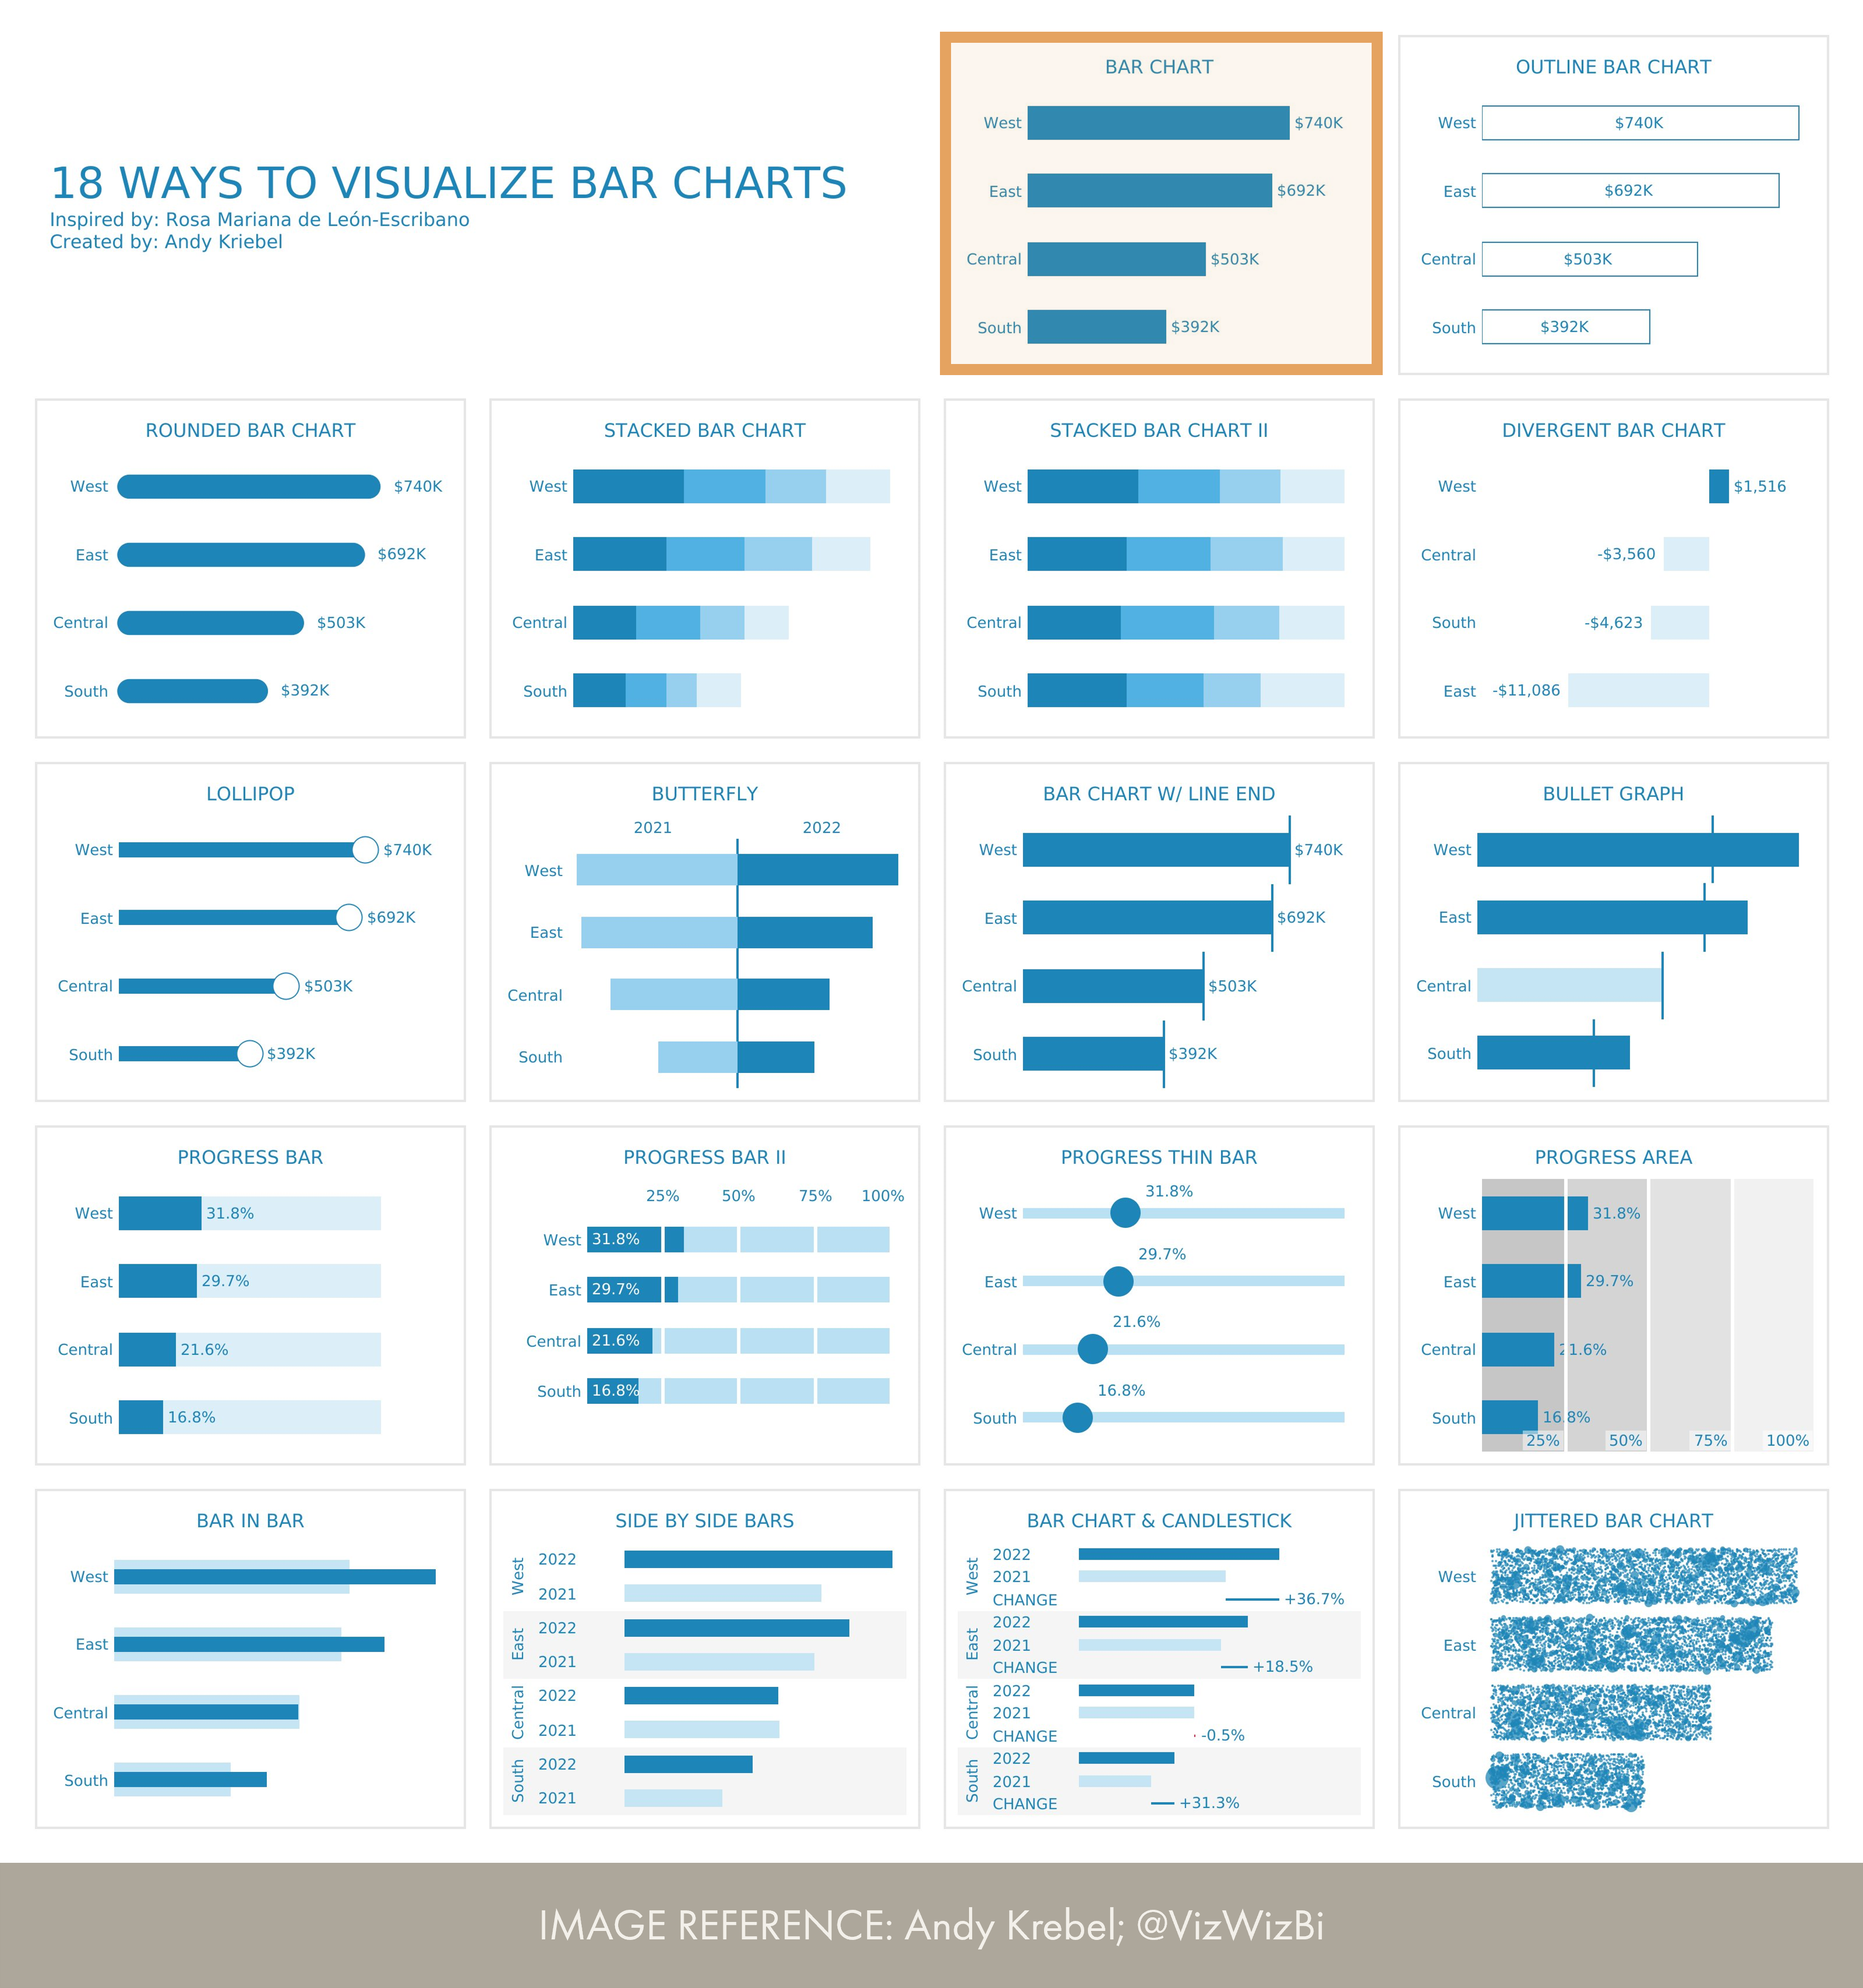 18 WAYS TO VISUALIZE BAR CHARTS
Inspired by: Rosa Mariana de León-Escribano
Created by: Andy Kriebel
BAR CHART
West $740K
East $692K
Central $503K
South $392K
OUTLINE BAR CHART
West $740K
East $692K
Central $503K
South $392K
ROUNDED BAR CHART
West $740K
East $692K
Central $503K
South $392K
STACKED BAR CHART
West
East
Central
South
STACKED BAR CHART II
West
East
Central
South
DIVERGENT BAR CHART
West $1,516
Central -$3,560
South -$4,623
East -$11,086
LOLLIPOP
West $740K
East $692K
Central $503K
South $392K
BUTTERFLY
2021 2022
West
East
Central
South
BAR CHART W/ LINE END
West $740K
East $692K
Central $503K
South $392K
BULLET GRAPH
West
East
Central
South
PROGRESS BAR
West 31.8%
East 29.7%
Central 21.6%
South 16.8%
PROGRESS BAR II
25% 50% 75% 100%
West 31.8%
East 29.7%
Central 21.6%
South 16.8%
PROGRESS THIN BAR
31.8%
West
29.7%
East
21.6%
Central
16.8%
South
PROGRESS AREA
West 31.8%
East 29.7%
Central 21.6%
South 16.8%
25% 50% 75% 100%
BAR IN BAR
West
East
Central
South
SIDE BY SIDE BARS
West
2022
2021
East
2022
2021
Central
2022
2021
South
2022
2021
BAR CHART & CANDLESTICK
West
2022
2021
CHANGE +36.7%
East
2022
2021
CHANGE +18.5%
Central
2022
2021
CHANGE -0.5%
South
2022
2021
CHANGE +31.3%
JITTERED BAR CHART
West
East
Central
South
IMAGE REFERENCE: Andy Krebel; @VizWizBi